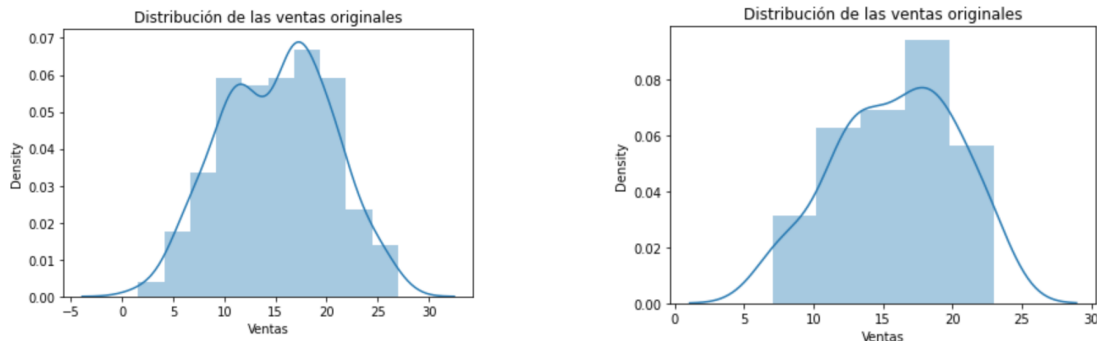 Distribución de las ventas originales
0.07
0.06
0.05
0.04
0.03
0.02
0.01
0.00
Density
−5 0 5 10 15 20 25 30
Ventas
Distribución de las ventas originales
0.08
0.06
0.04
0.02
0.00
Density
0 5 10 15 20 25 30
Ventas